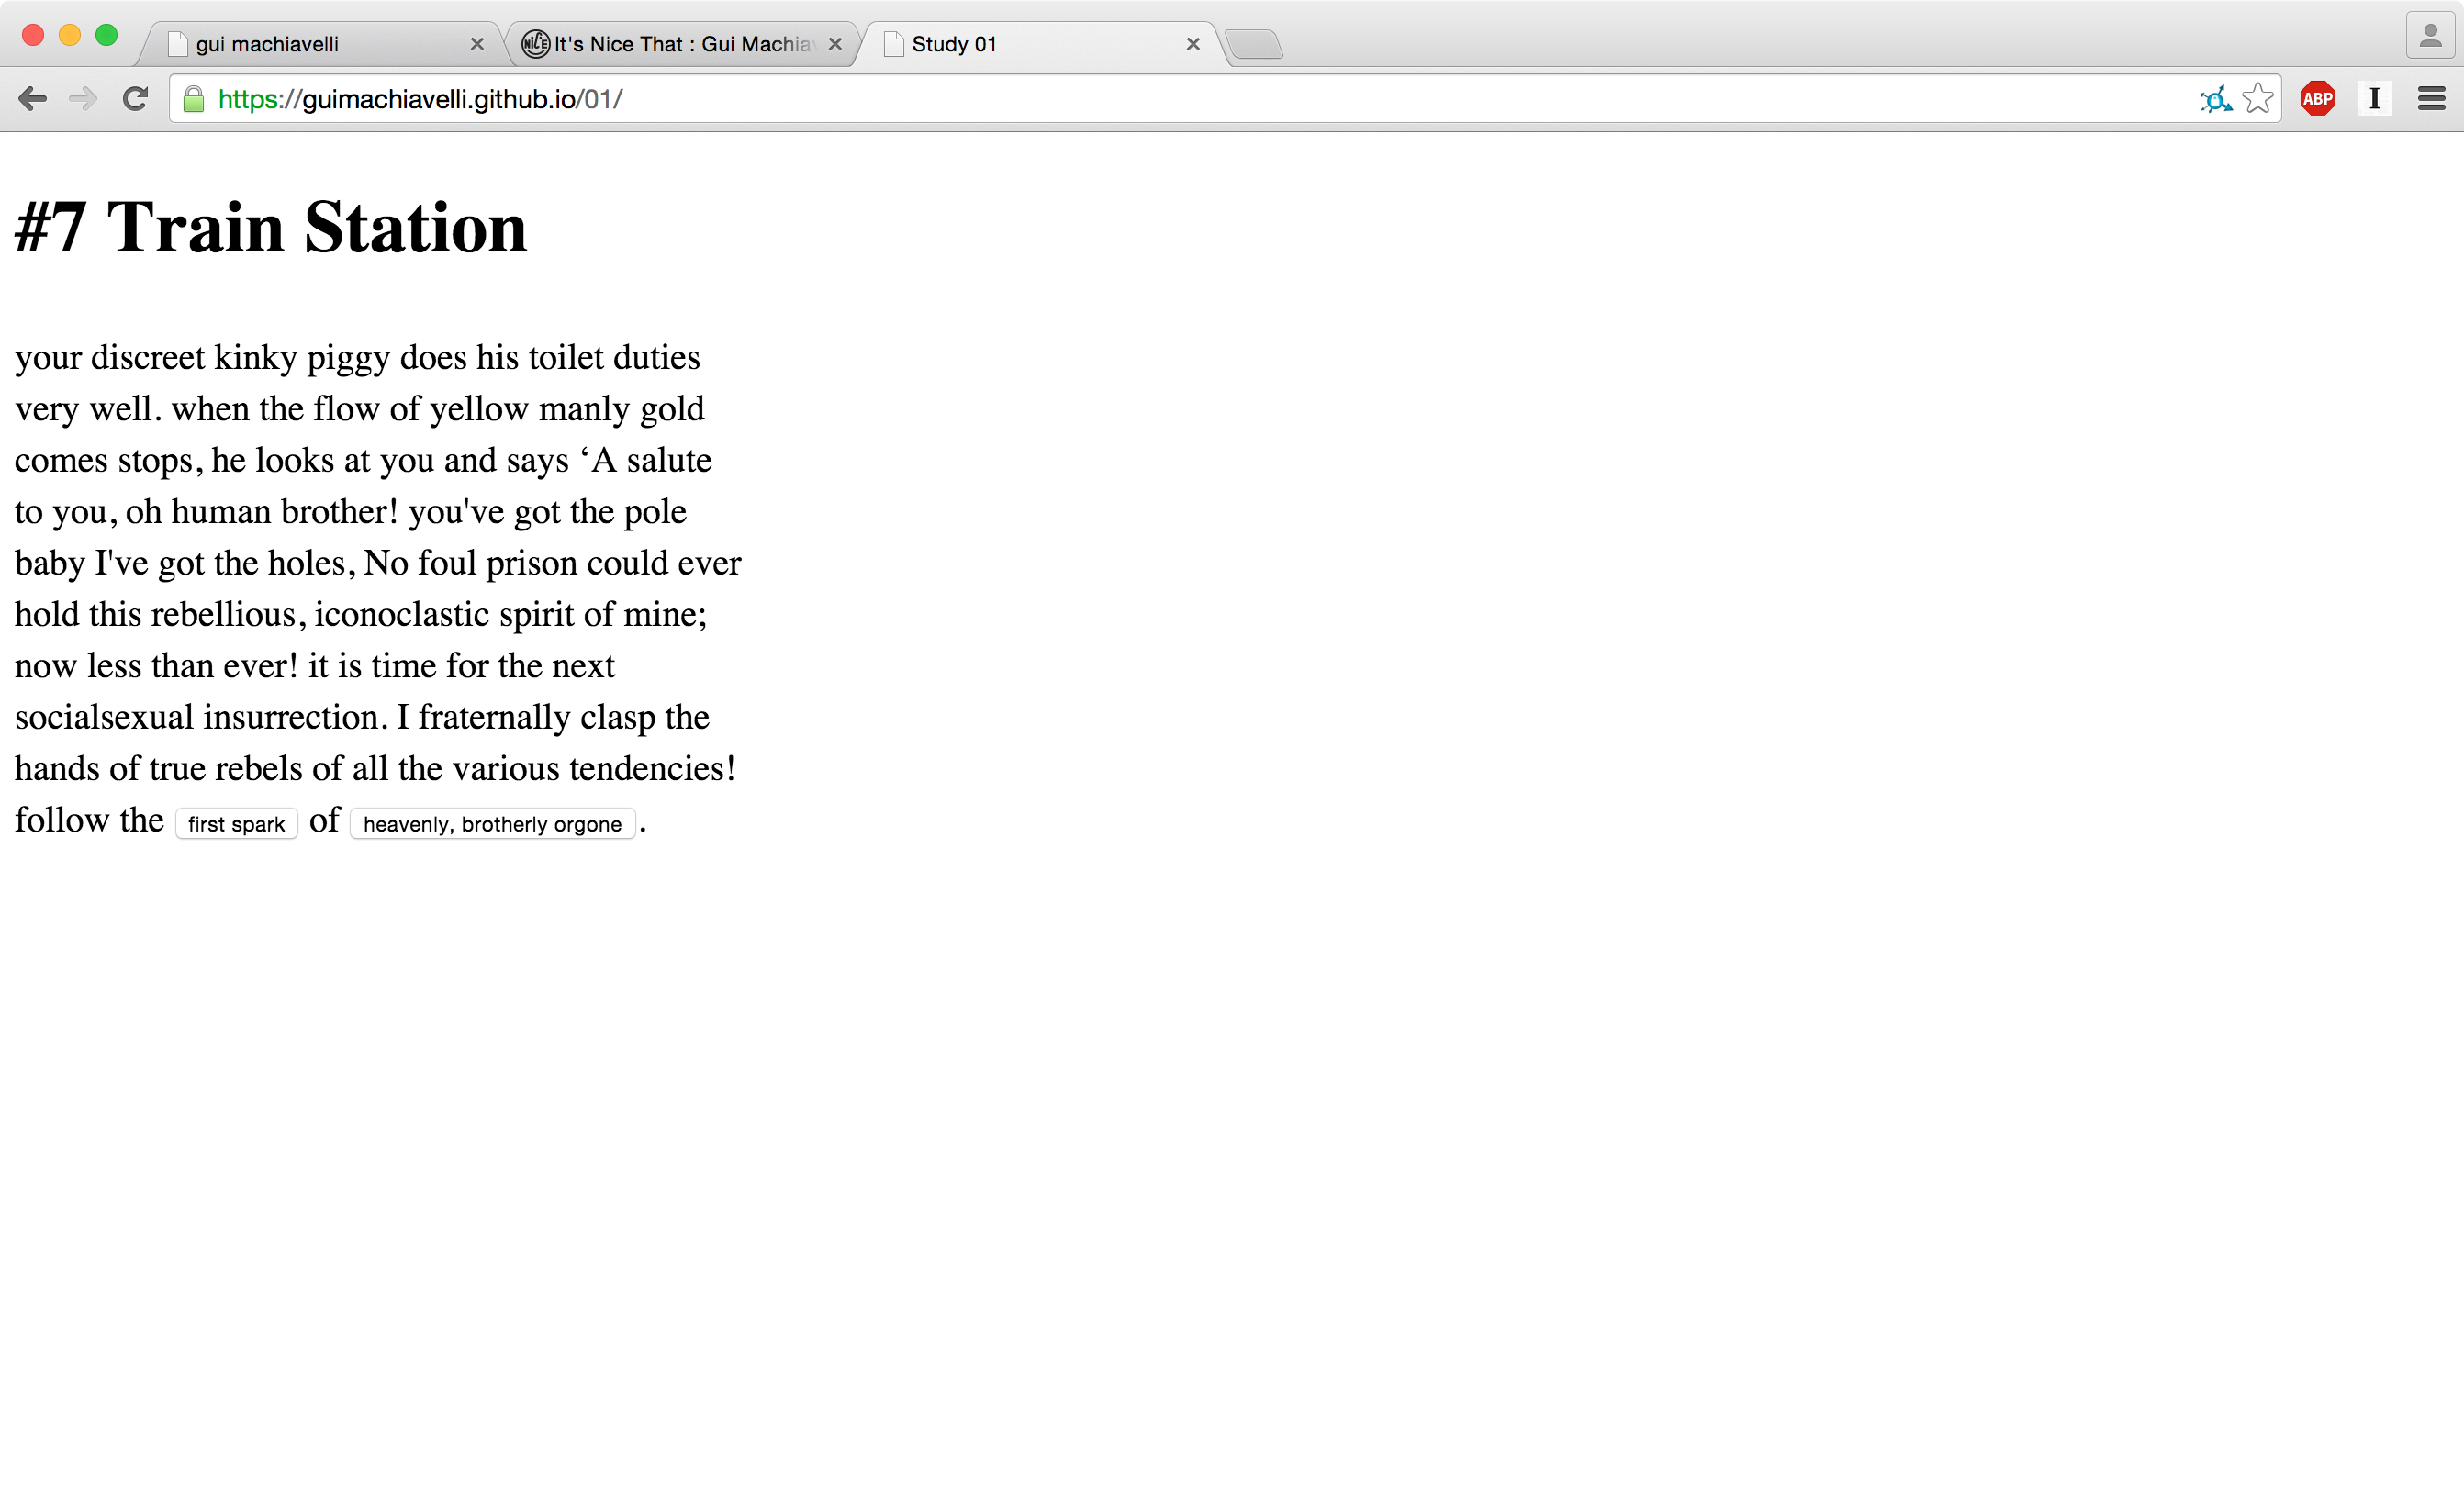 gui machiavelli
NiCE It's Nice That : Gui Machia
Study 01
https://guimachiavelli.github.io/01/
ABP
I
#7 Train Station
your discreet kinky piggy does his toilet duties
very well. when the flow of yellow manly gold
comes stops, he looks at you and says ‘A salute
to you, oh human brother! you've got the pole
baby I've got the holes, No foul prison could ever
hold this rebellious, iconoclastic spirit of mine;
now less than ever! it is time for the next
socialsexual insurrection. I fraternally clasp the
hands of true rebels of all the various tendencies!
follow the first spark of heavenly, brotherly orgone .